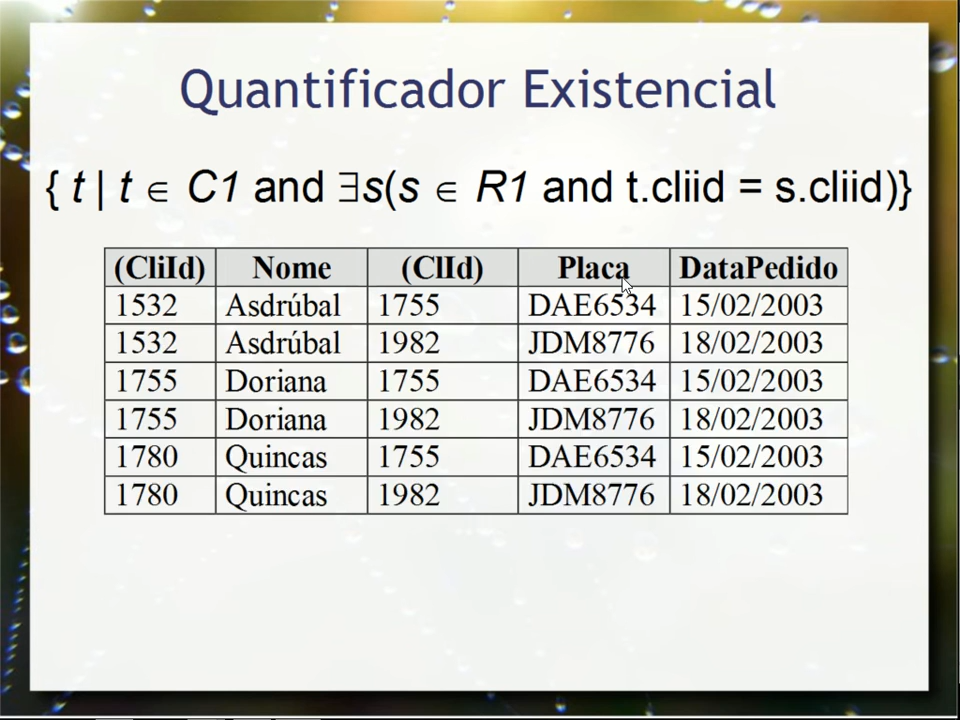 Quantificador Existencial
{ t | t ∈ C1 and ∃s(s ∈ R1 and t.cliid = s.cliid)}
(CliId) Nome (ClId) Placa DataPedido
1532 Asdrúbal 1755 DAE6534 15/02/2003
1532 Asdrúbal 1982 JDM8776 18/02/2003
1755 Doriana 1755 DAE6534 15/02/2003
1755 Doriana 1982 JDM8776 18/02/2003
1780 Quincas 1755 DAE6534 15/02/2003
1780 Quincas 1982 JDM8776 18/02/2003